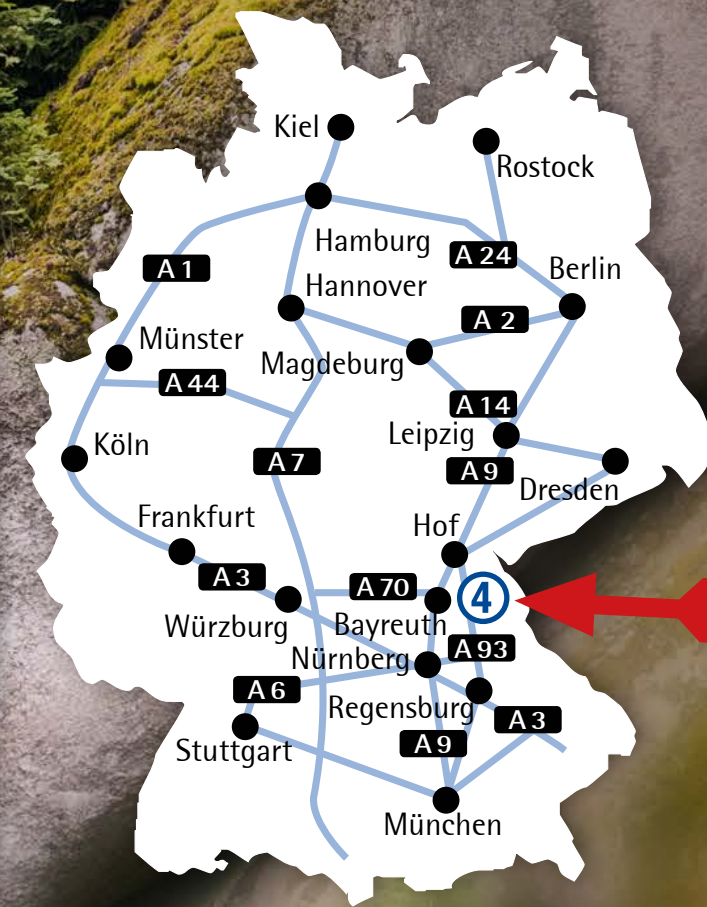 Kiel
Rostock
Hamburg
A 24
A 1
Berlin
Hannover
A 2
Münster
Magdeburg
A 44
A 14
Leipzig
Köln
A 7
A 9
Dresden
Frankfurt
Hof
A 3
A 70
4
Würzburg
Bayreuth
A 93
Nürnberg
A 6
Regensburg
A 3
Stuttgart
A 9
München